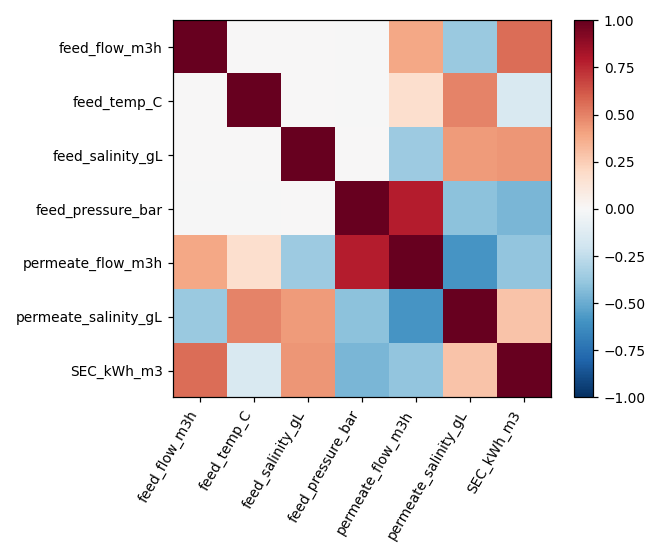 feed_flow_m3h
feed_temp_C
feed_salinity_gL
feed_pressure_bar
permeate_flow_m3h
permeate_salinity_gL
SEC_kWh_m3
feed_flow_m3h
feed_temp_C
feed_salinity_gL
feed_pressure_bar
permeate_flow_m3h
permeate_salinity_gL
SEC_kWh_m3
1.00
0.75
0.50
0.25
0.00
−0.25
−0.50
−0.75
−1.00